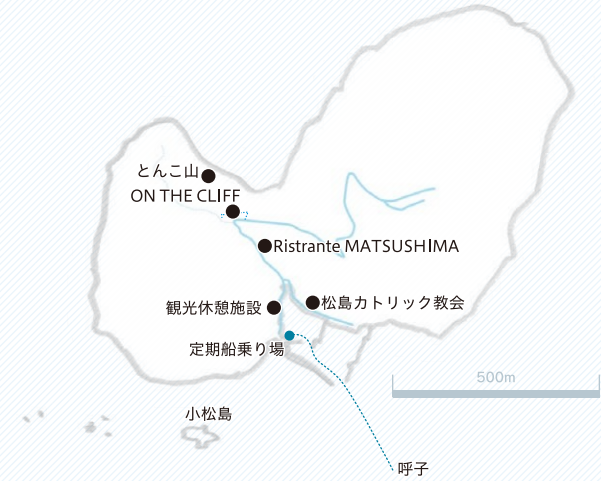 とんこ山
ON THE CLIFF
Ristrante MATSUSHIMA
観光休憩施設
松島カトリック教会
定期船乗り場
500m
小松島
呼子